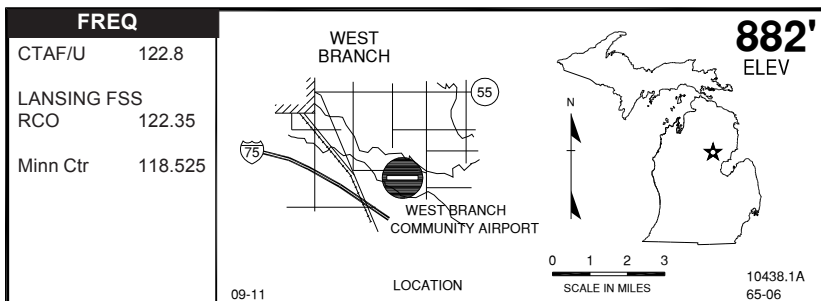 FREQ
CTAF/U 122.8
LANSING FSS
RCO 122.35
Minn Ctr 118.525
WEST
BRANCH
55
75
WEST BRANCH
COMMUNITY AIRPORT
09-11
LOCATION
N
0 1 2 3
SCALE IN MILES
882'
ELEV
10438.1A
65-06